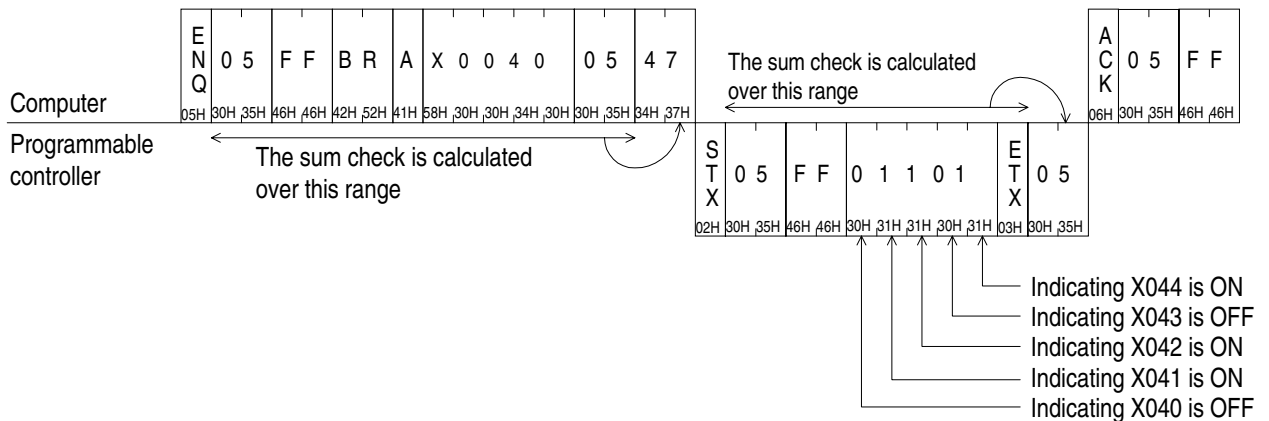 Computer
ENQ 0 5 F F B R A X 0 0 4 0 0 5 4 7
05H 30H 35H 46H 46H 42H 52H 41H 58H 30H 30H 34H 30H 30H 35H 34H 37H
The sum check is calculated
over this range
ACK 0 5 F F
06H 30H 35H 46H 46H
Programmable
controller
The sum check is calculated
over this range
STX 0 5 F F 0 1 1 0 1 ETX 0 5
02H 30H 35H 46H 46H 30H 31H 31H 30H 31H 03H 30H 35H
Indicating X044 is ON
Indicating X043 is OFF
Indicating X042 is ON
Indicating X041 is ON
Indicating X040 is OFF